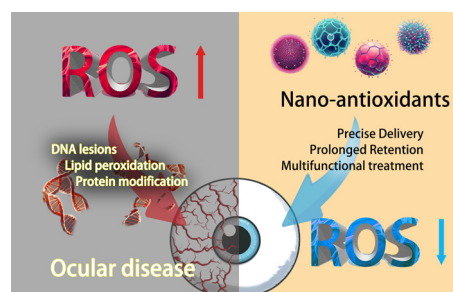 ROS
DNA lesions
Lipid peroxidation
Protein modification
Ocular disease
Nano-antioxidants
Precise Delivery
Prolonged Retention
Multifunctional treatment
ROS